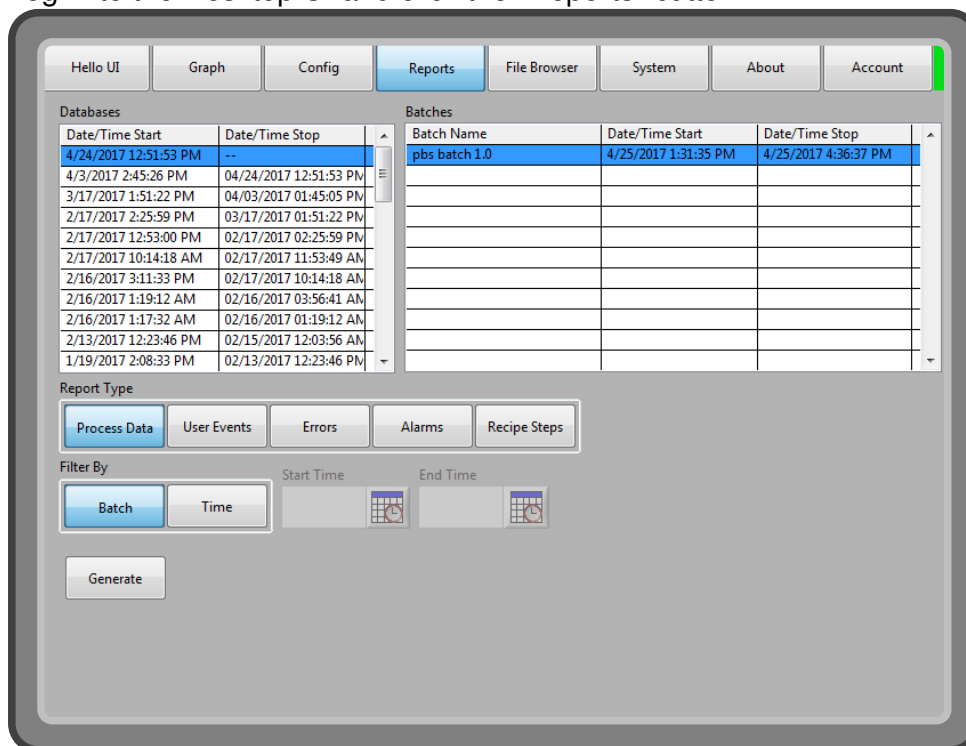 Hello UI Graph Config Reports File Browser System About Account
Databases Batches
Date/Time Start Date/Time Stop Batch Name Date/Time Start Date/Time Stop
4/24/2017 12:51:53 PM -- pbs batch 1.0 4/25/2017 1:31:35 PM 4/25/2017 4:36:37 PM
4/3/2017 2:45:26 PM 04/24/2017 12:51:53 PM
3/17/2017 1:51:22 PM 04/03/2017 01:45:05 PM
2/17/2017 2:25:59 PM 03/17/2017 01:51:22 PM
2/17/2017 12:53:00 PM 02/17/2017 02:25:59 PM
2/17/2017 10:14:18 AM 02/17/2017 11:53:49 AM
2/16/2017 3:11:33 PM 02/17/2017 10:14:18 AM
2/16/2017 1:19:12 AM 02/16/2017 03:56:41 AM
2/16/2017 1:17:32 AM 02/16/2017 01:19:12 AM
2/13/2017 12:23:46 PM 02/15/2017 12:03:56 AM
1/19/2017 2:08:33 PM 02/13/2017 12:23:46 PM
Report Type
Process Data User Events Errors Alarms Recipe Steps
Filter By Start Time End Time
Batch Time
Generate